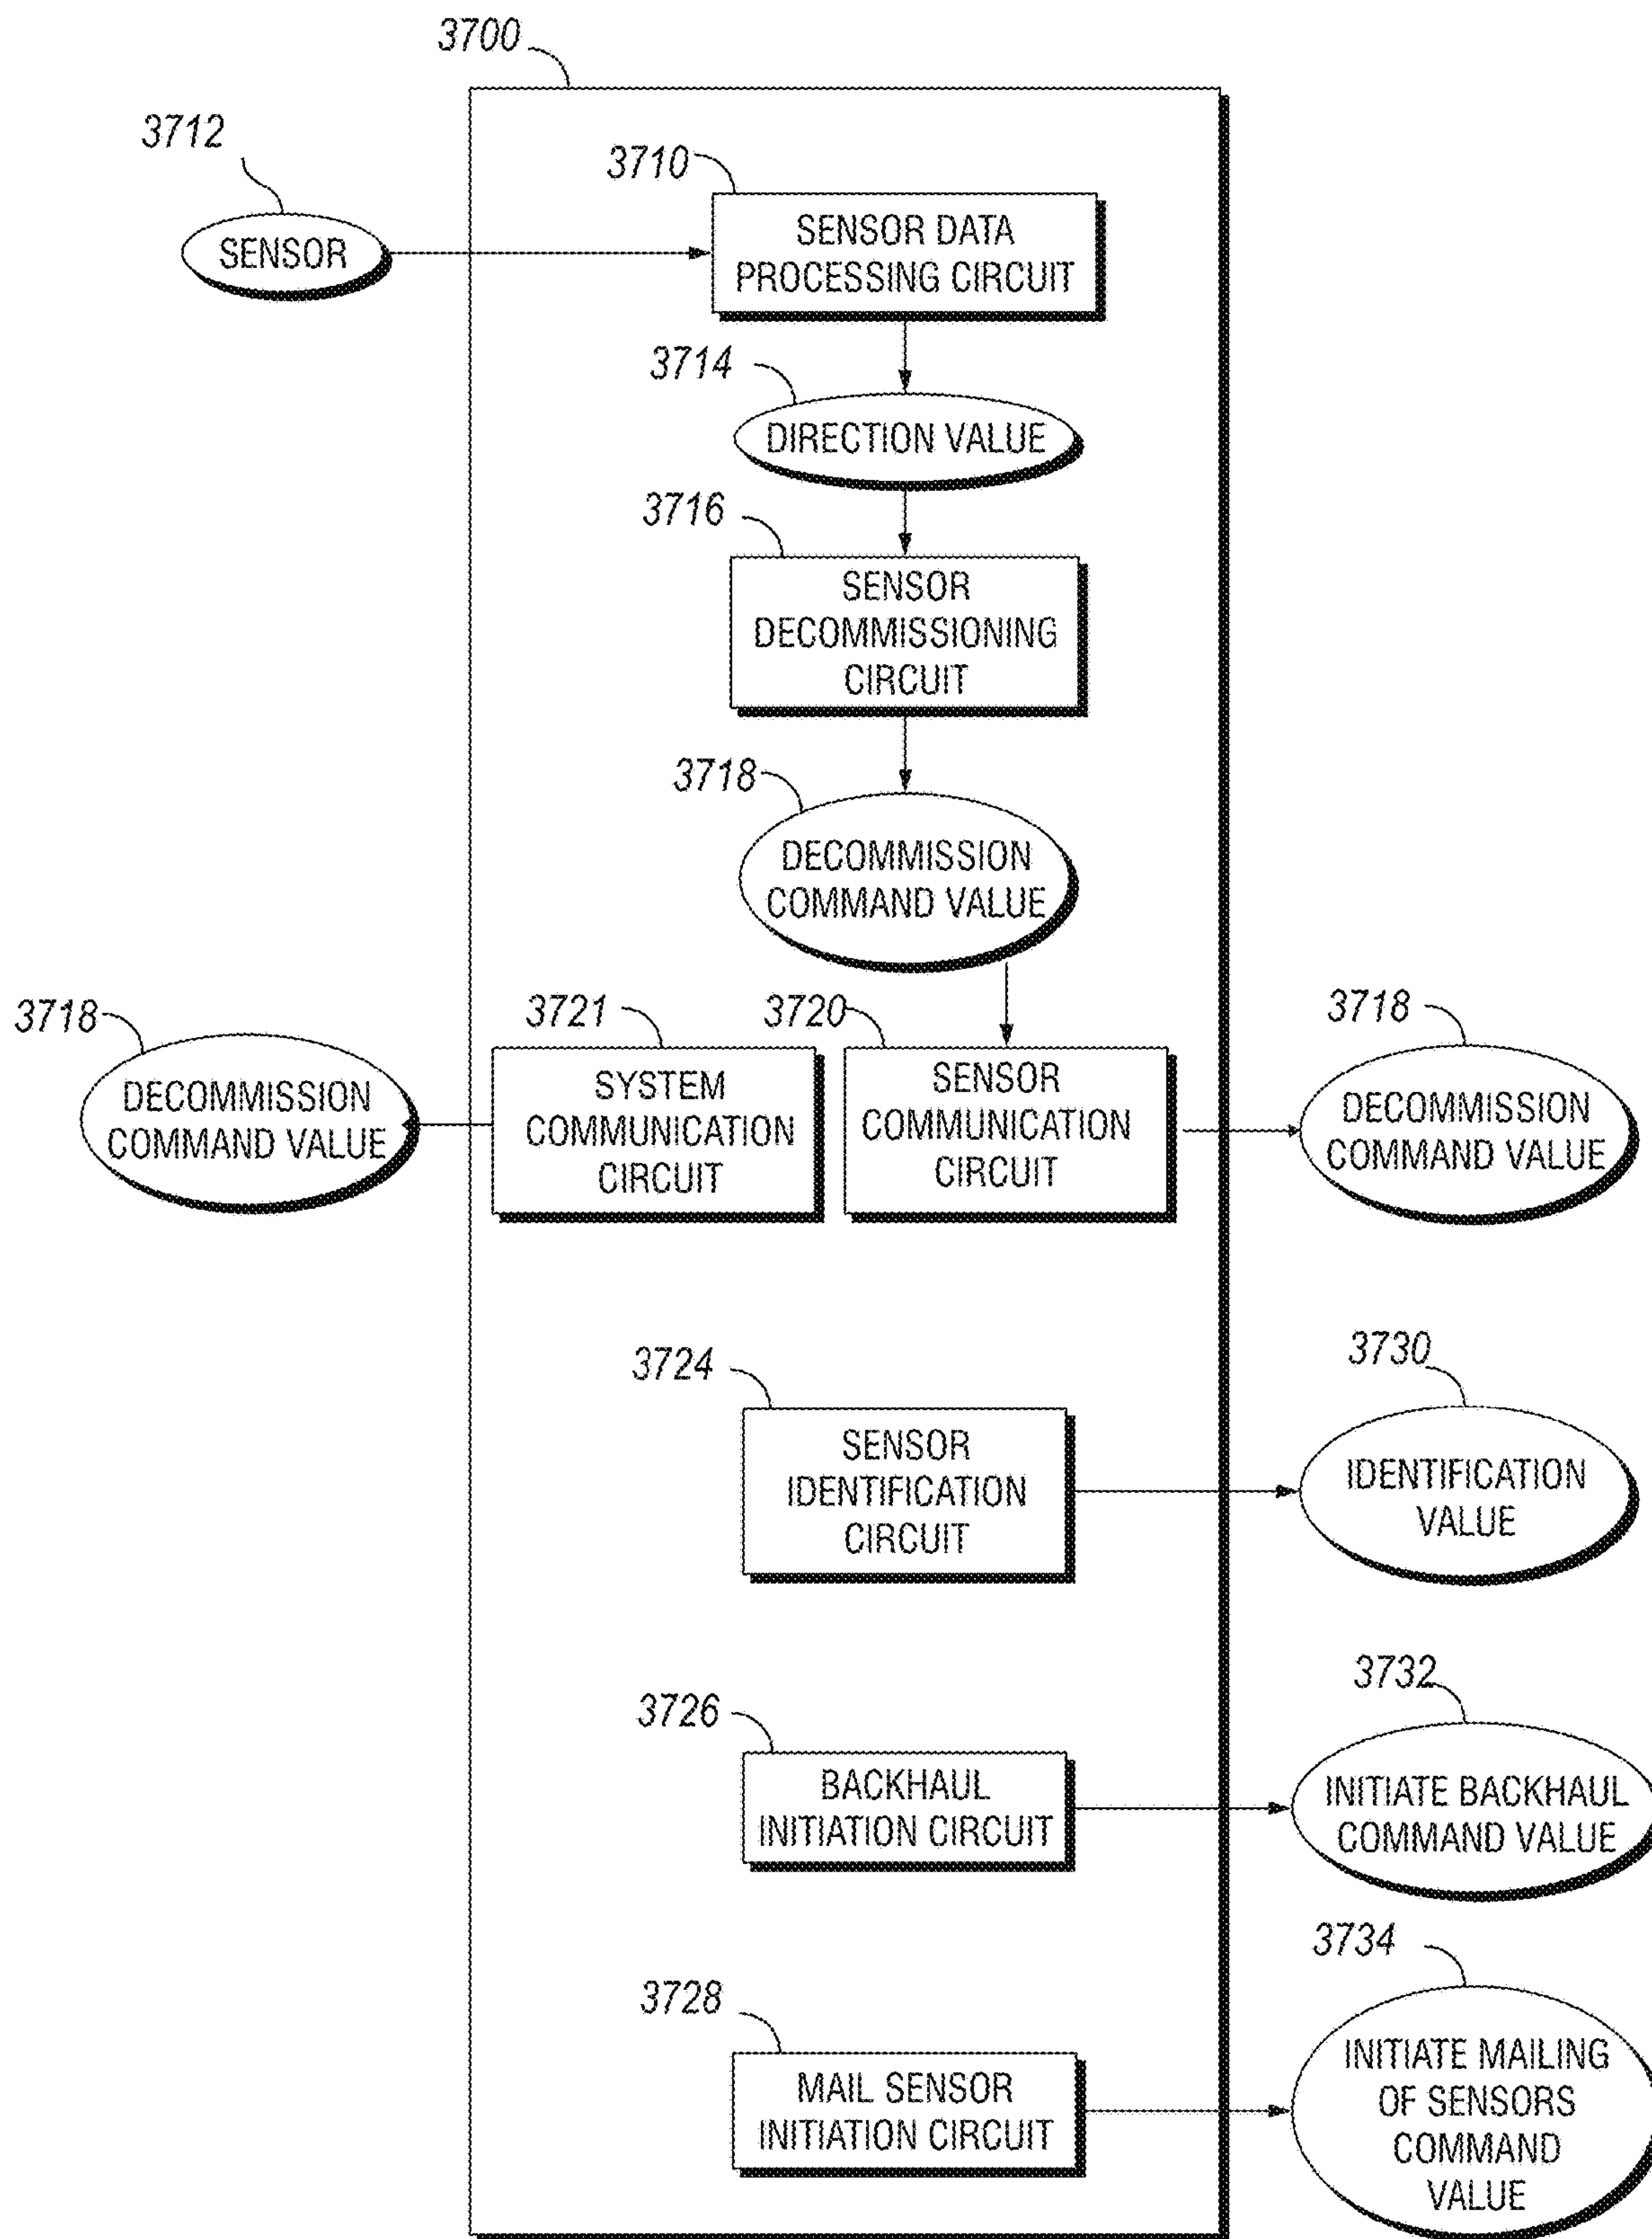 3700
3712
3710
SENSOR
SENSOR DATA
PROCESSING CIRCUIT
3714
DIRECTION VALUE
3716
SENSOR
DECOMMISSIONING
CIRCUIT
3718
DECOMMISSION
COMMAND VALUE
3718
DECOMMISSION
COMMAND VALUE
3721
SYSTEM
COMMUNICATION
CIRCUIT
3720
SENSOR
COMMUNICATION
CIRCUIT
3718
DECOMMISSION
COMMAND VALUE
3724
SENSOR
IDENTIFICATION
CIRCUIT
3730
IDENTIFICATION
VALUE
3726
BACKHAUL
INITIATION CIRCUIT
3732
INITIATE BACKHAUL
COMMAND VALUE
3728
MAIL SENSOR
INITIATION CIRCUIT
3734
INITIATE MAILING
OF SENSORS
COMMAND
VALUE